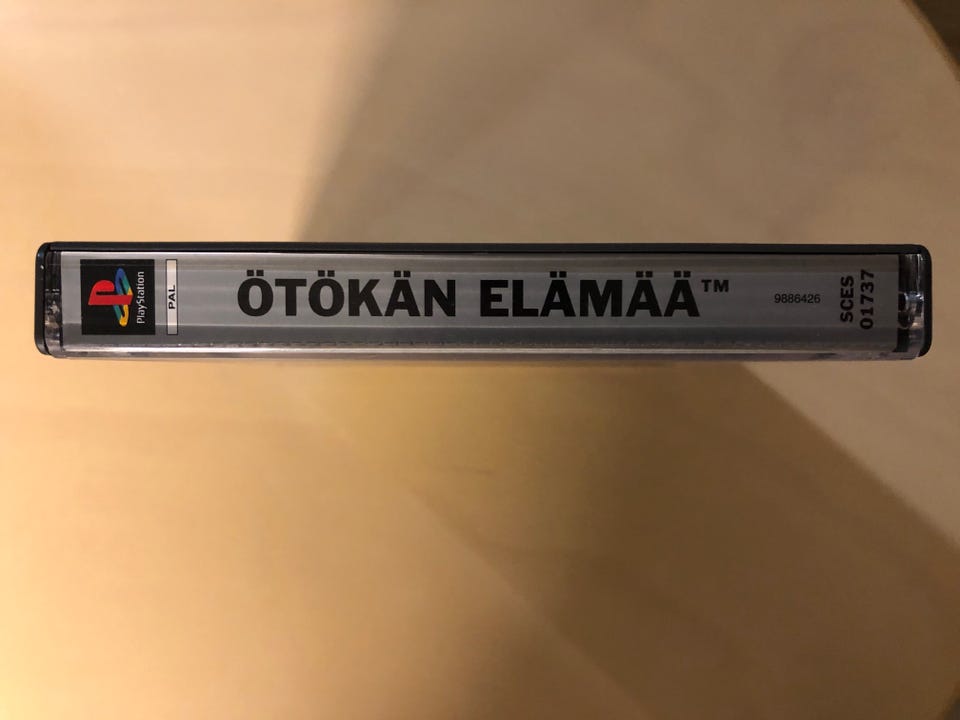 PlayStation
PAL
ÖTÖKÄN ELÄMÄÄ™
9886426
SCES
01737